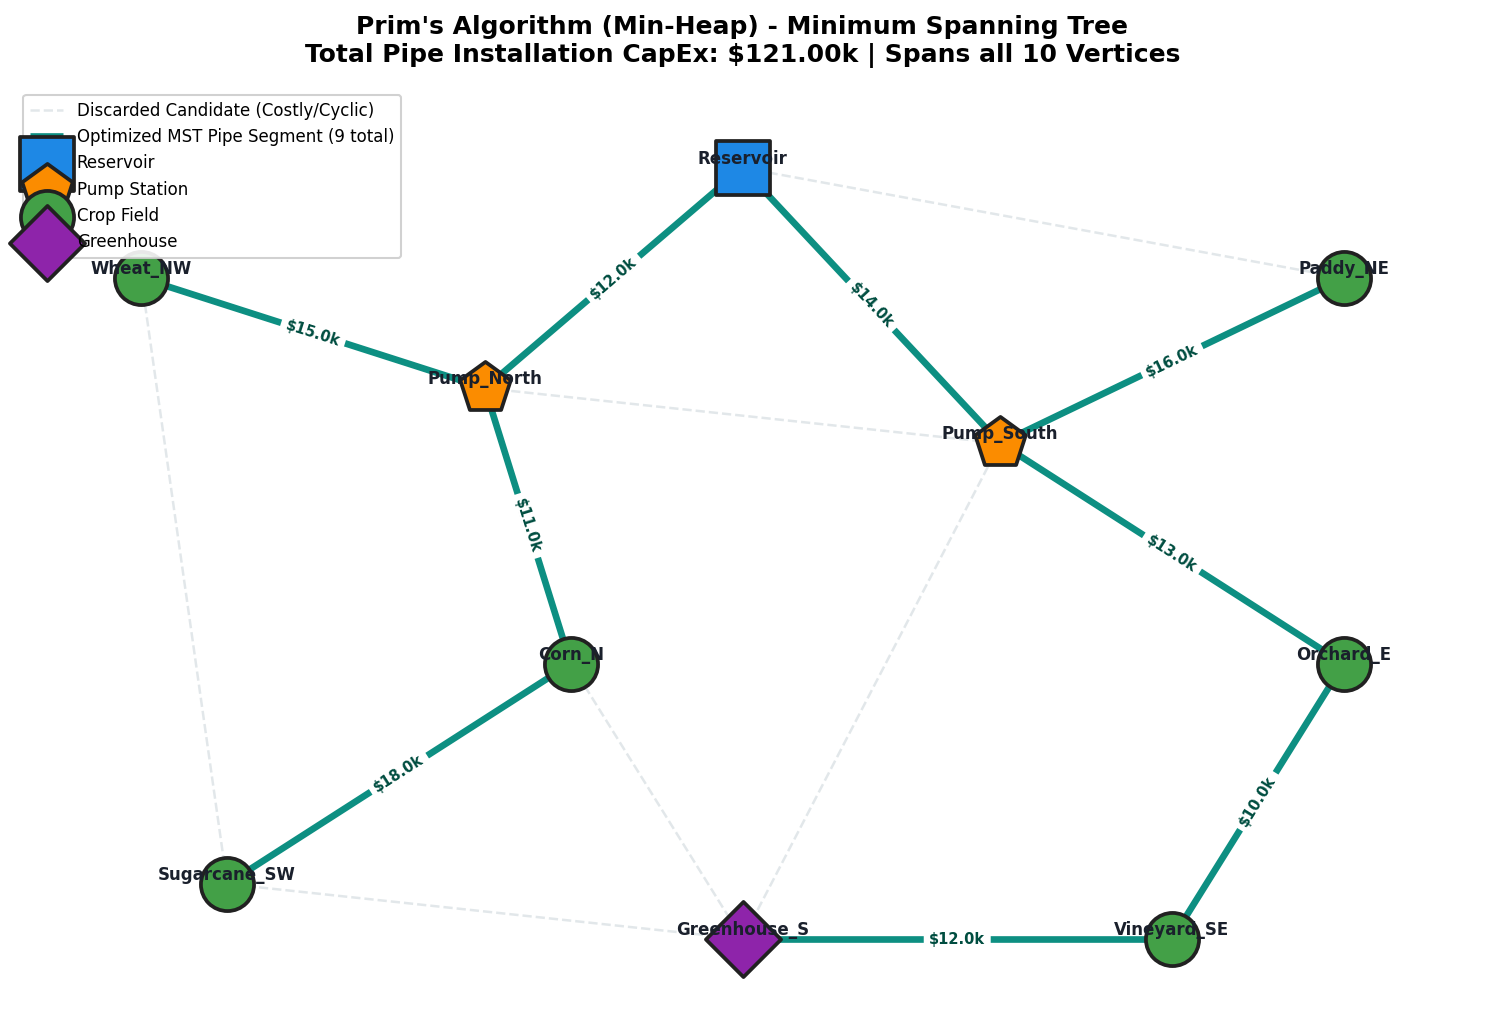 Prim's Algorithm (Min-Heap) - Minimum Spanning Tree
Total Pipe Installation CapEx: $121.00k | Spans all 10 Vertices
Discarded Candidate (Costly/Cyclic)
Optimized MST Pipe Segment (9 total)
Reservoir
Pump Station
Crop Field
Greenhouse
Reservoir
Wheat_NW
Paddy_NE
$12.0k
$14.0k
$15.0k
$16.0k
Pump_North
Pump_South
$11.0k
$13.0k
Corn_N
Orchard_E
$18.0k
$10.0k
Sugarcane_SW
Greenhouse_S
$12.0k
Vineyard_SE